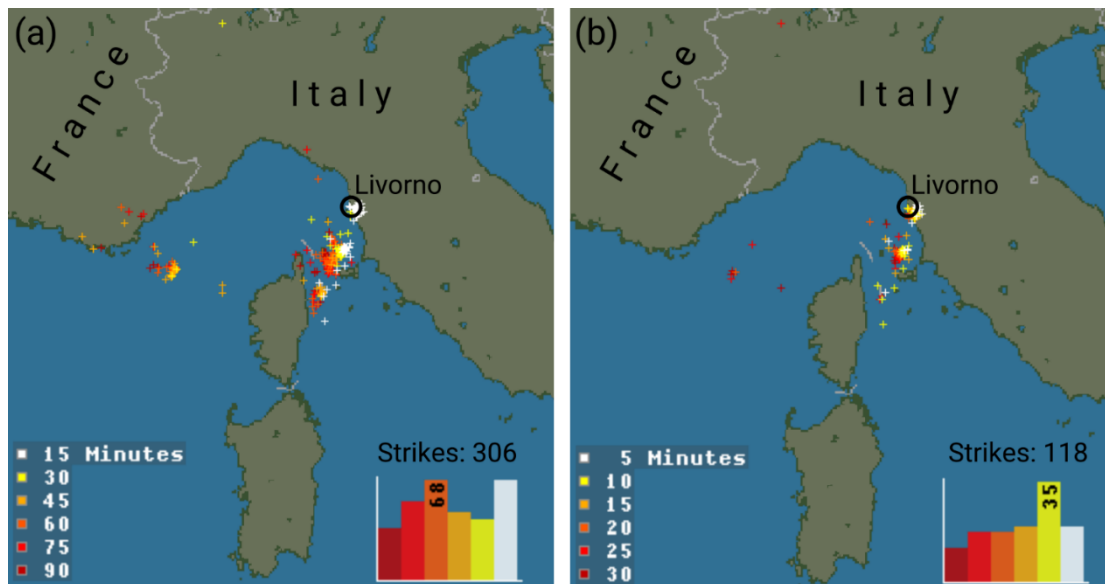 (a)
France
Italy
Livorno
15 Minutes
30
45
60
75
90
Strikes: 306
68
(b)
France
Italy
Livorno
5 Minutes
10
15
20
25
30
Strikes: 118
35